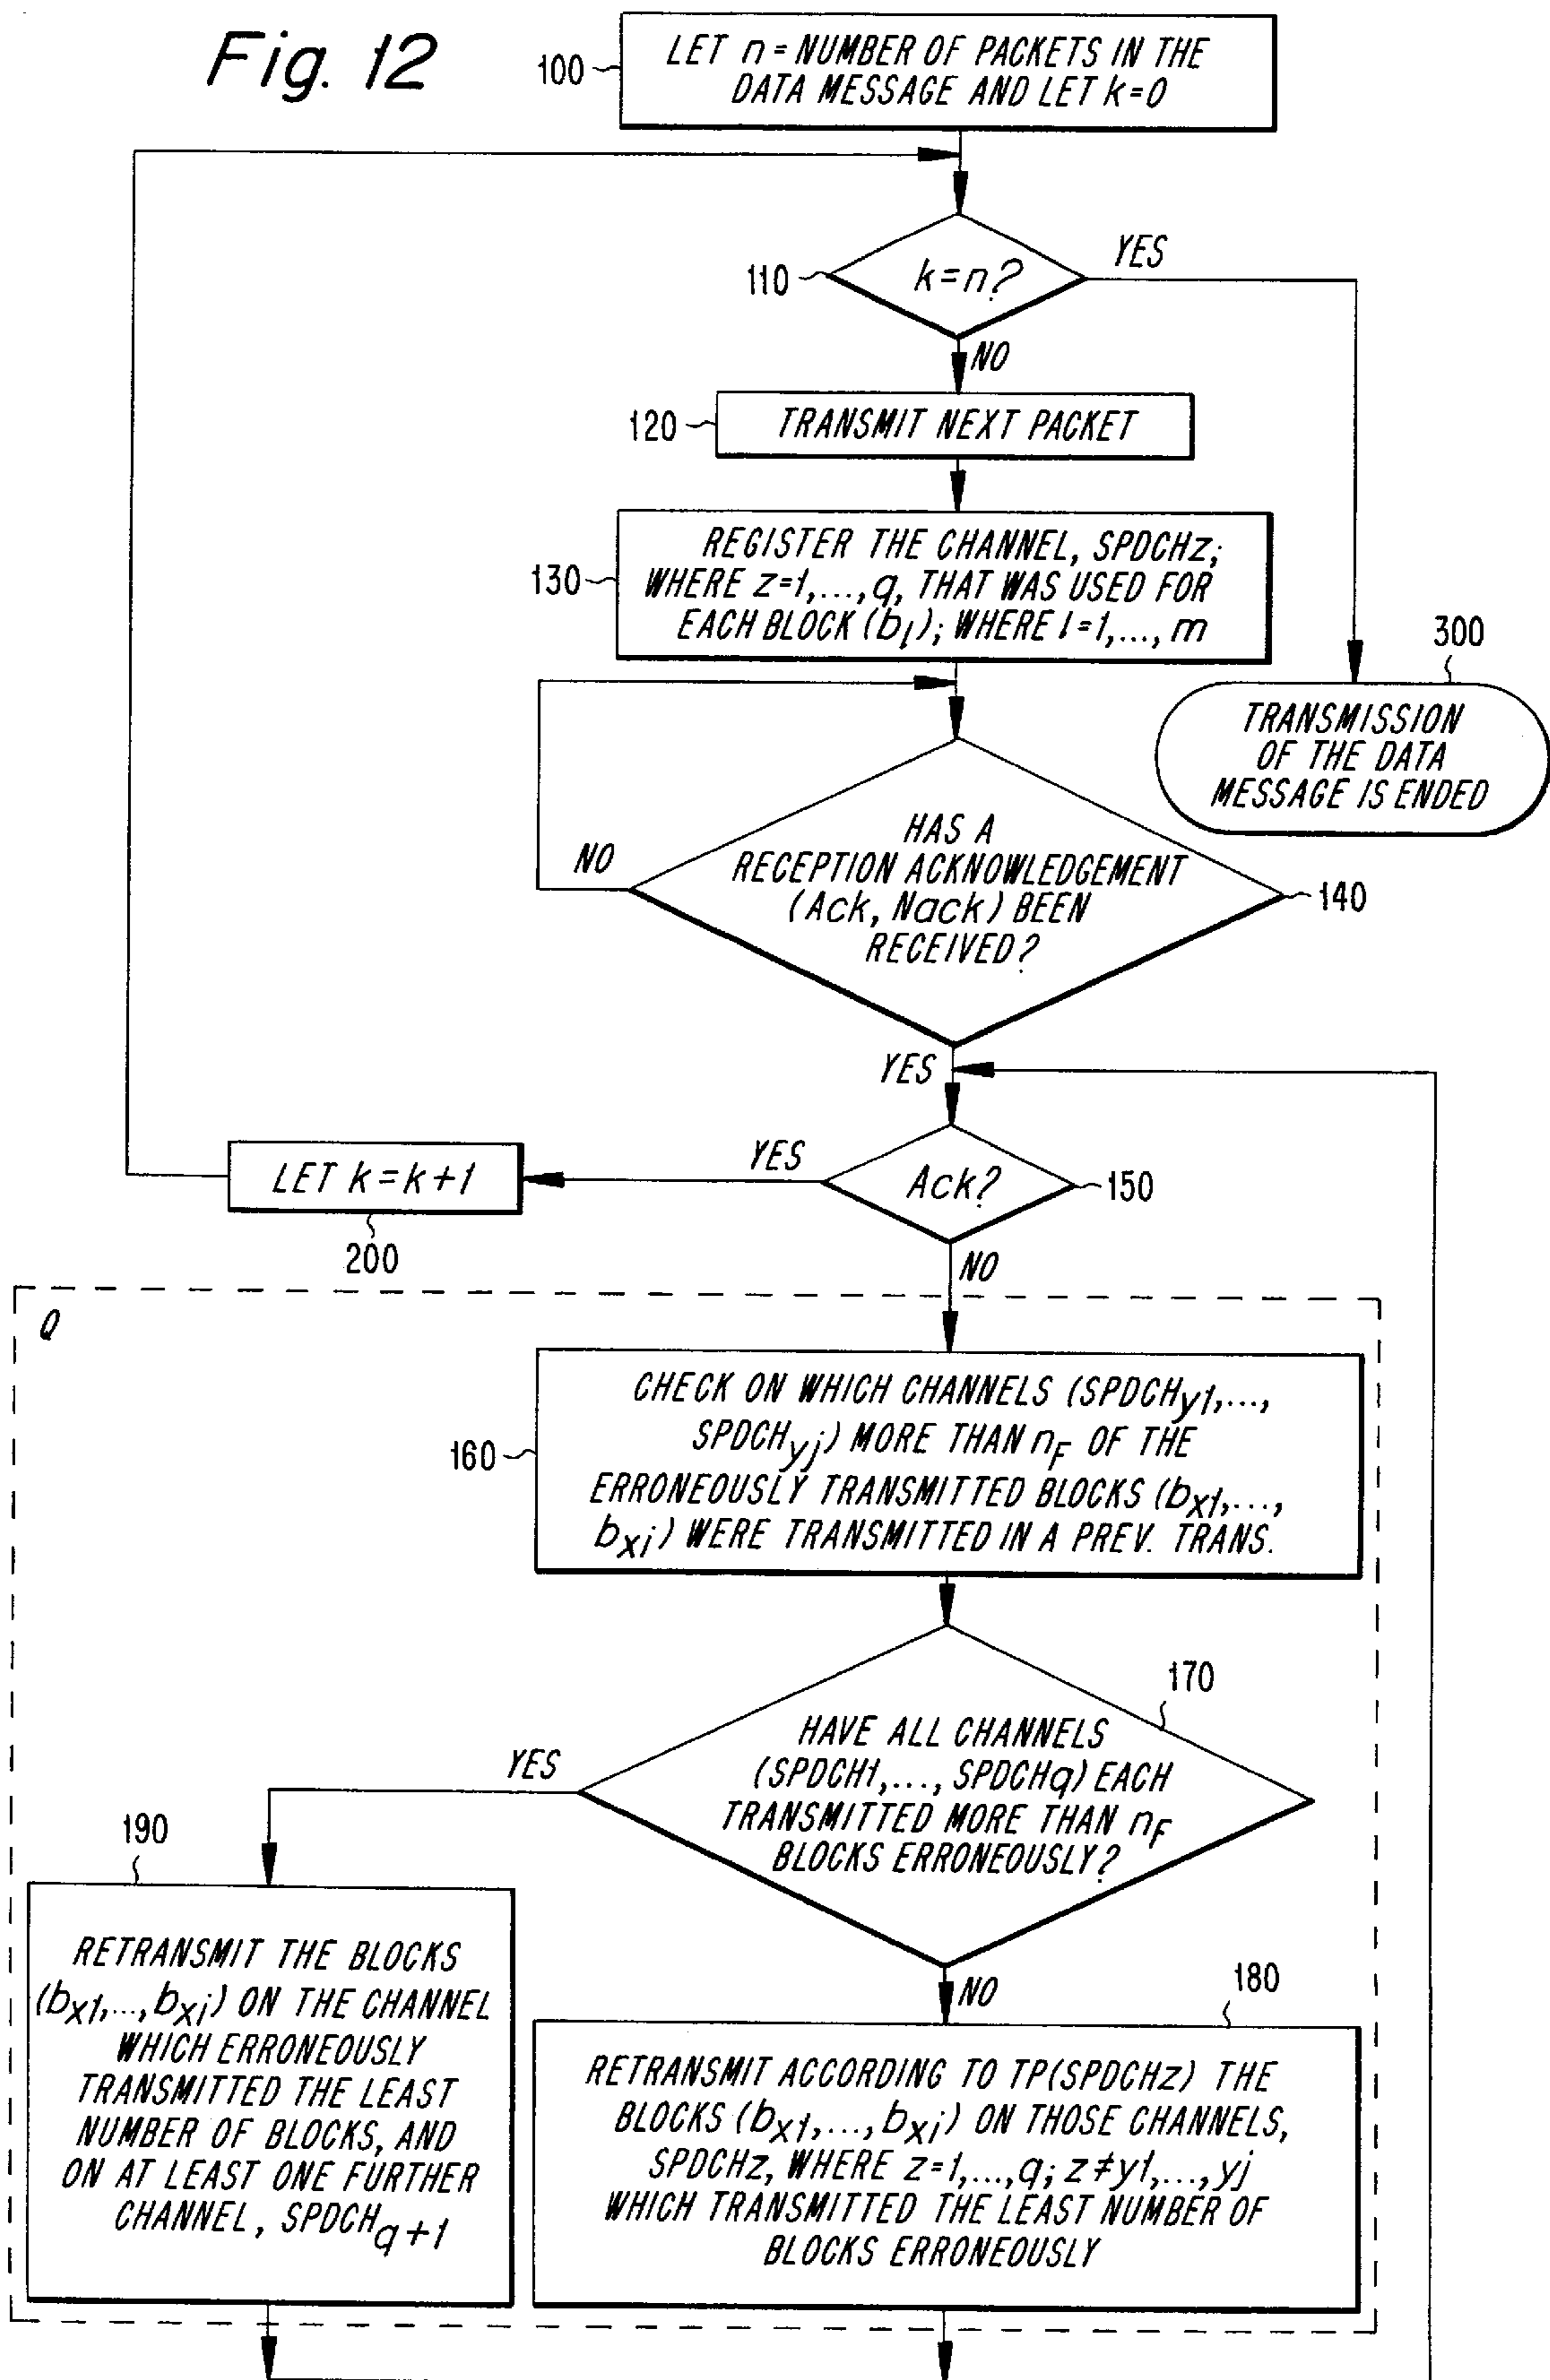 Fig. 12
100
LET n = NUMBER OF PACKETS IN THE
DATA MESSAGE AND LET k=0
110
k=n?
YES
NO
120
TRANSMIT NEXT PACKET
130
REGISTER THE CHANNEL, SPDCHz;
WHERE z=1,...,q, THAT WAS USED FOR
EACH BLOCK (bl); WHERE l=1,..., m
300
TRANSMISSION
OF THE DATA
MESSAGE IS ENDED
NO
HAS A
RECEPTION ACKNOWLEDGEMENT
(Ack, Nack) BEEN
RECEIVED?
140
YES
LET k=k+1
200
YES
Ack?
150
NO
Q
160
CHECK ON WHICH CHANNELS (SPDCHy1,...,
SPDCHyj) MORE THAN nF OF THE
ERRONEOUSLY TRANSMITTED BLOCKS (bx1,...,
bxi) WERE TRANSMITTED IN A PREV. TRANS.
170
HAVE ALL CHANNELS
(SPDCH1,..., SPDCHq) EACH
TRANSMITTED MORE THAN nF
BLOCKS ERRONEOUSLY?
YES
NO
190
RETRANSMIT THE BLOCKS
(bx1,...,bxi) ON THE CHANNEL
WHICH ERRONEOUSLY
TRANSMITTED THE LEAST
NUMBER OF BLOCKS, AND
ON AT LEAST ONE FURTHER
CHANNEL, SPDCHq+1
180
RETRANSMIT ACCORDING TO TP(SPDCHz) THE
BLOCKS (bx1,...,bxi) ON THOSE CHANNELS,
SPDCHz, WHERE z=1,...,q; z≠y1,...,yj
WHICH TRANSMITTED THE LEAST NUMBER OF
BLOCKS ERRONEOUSLY